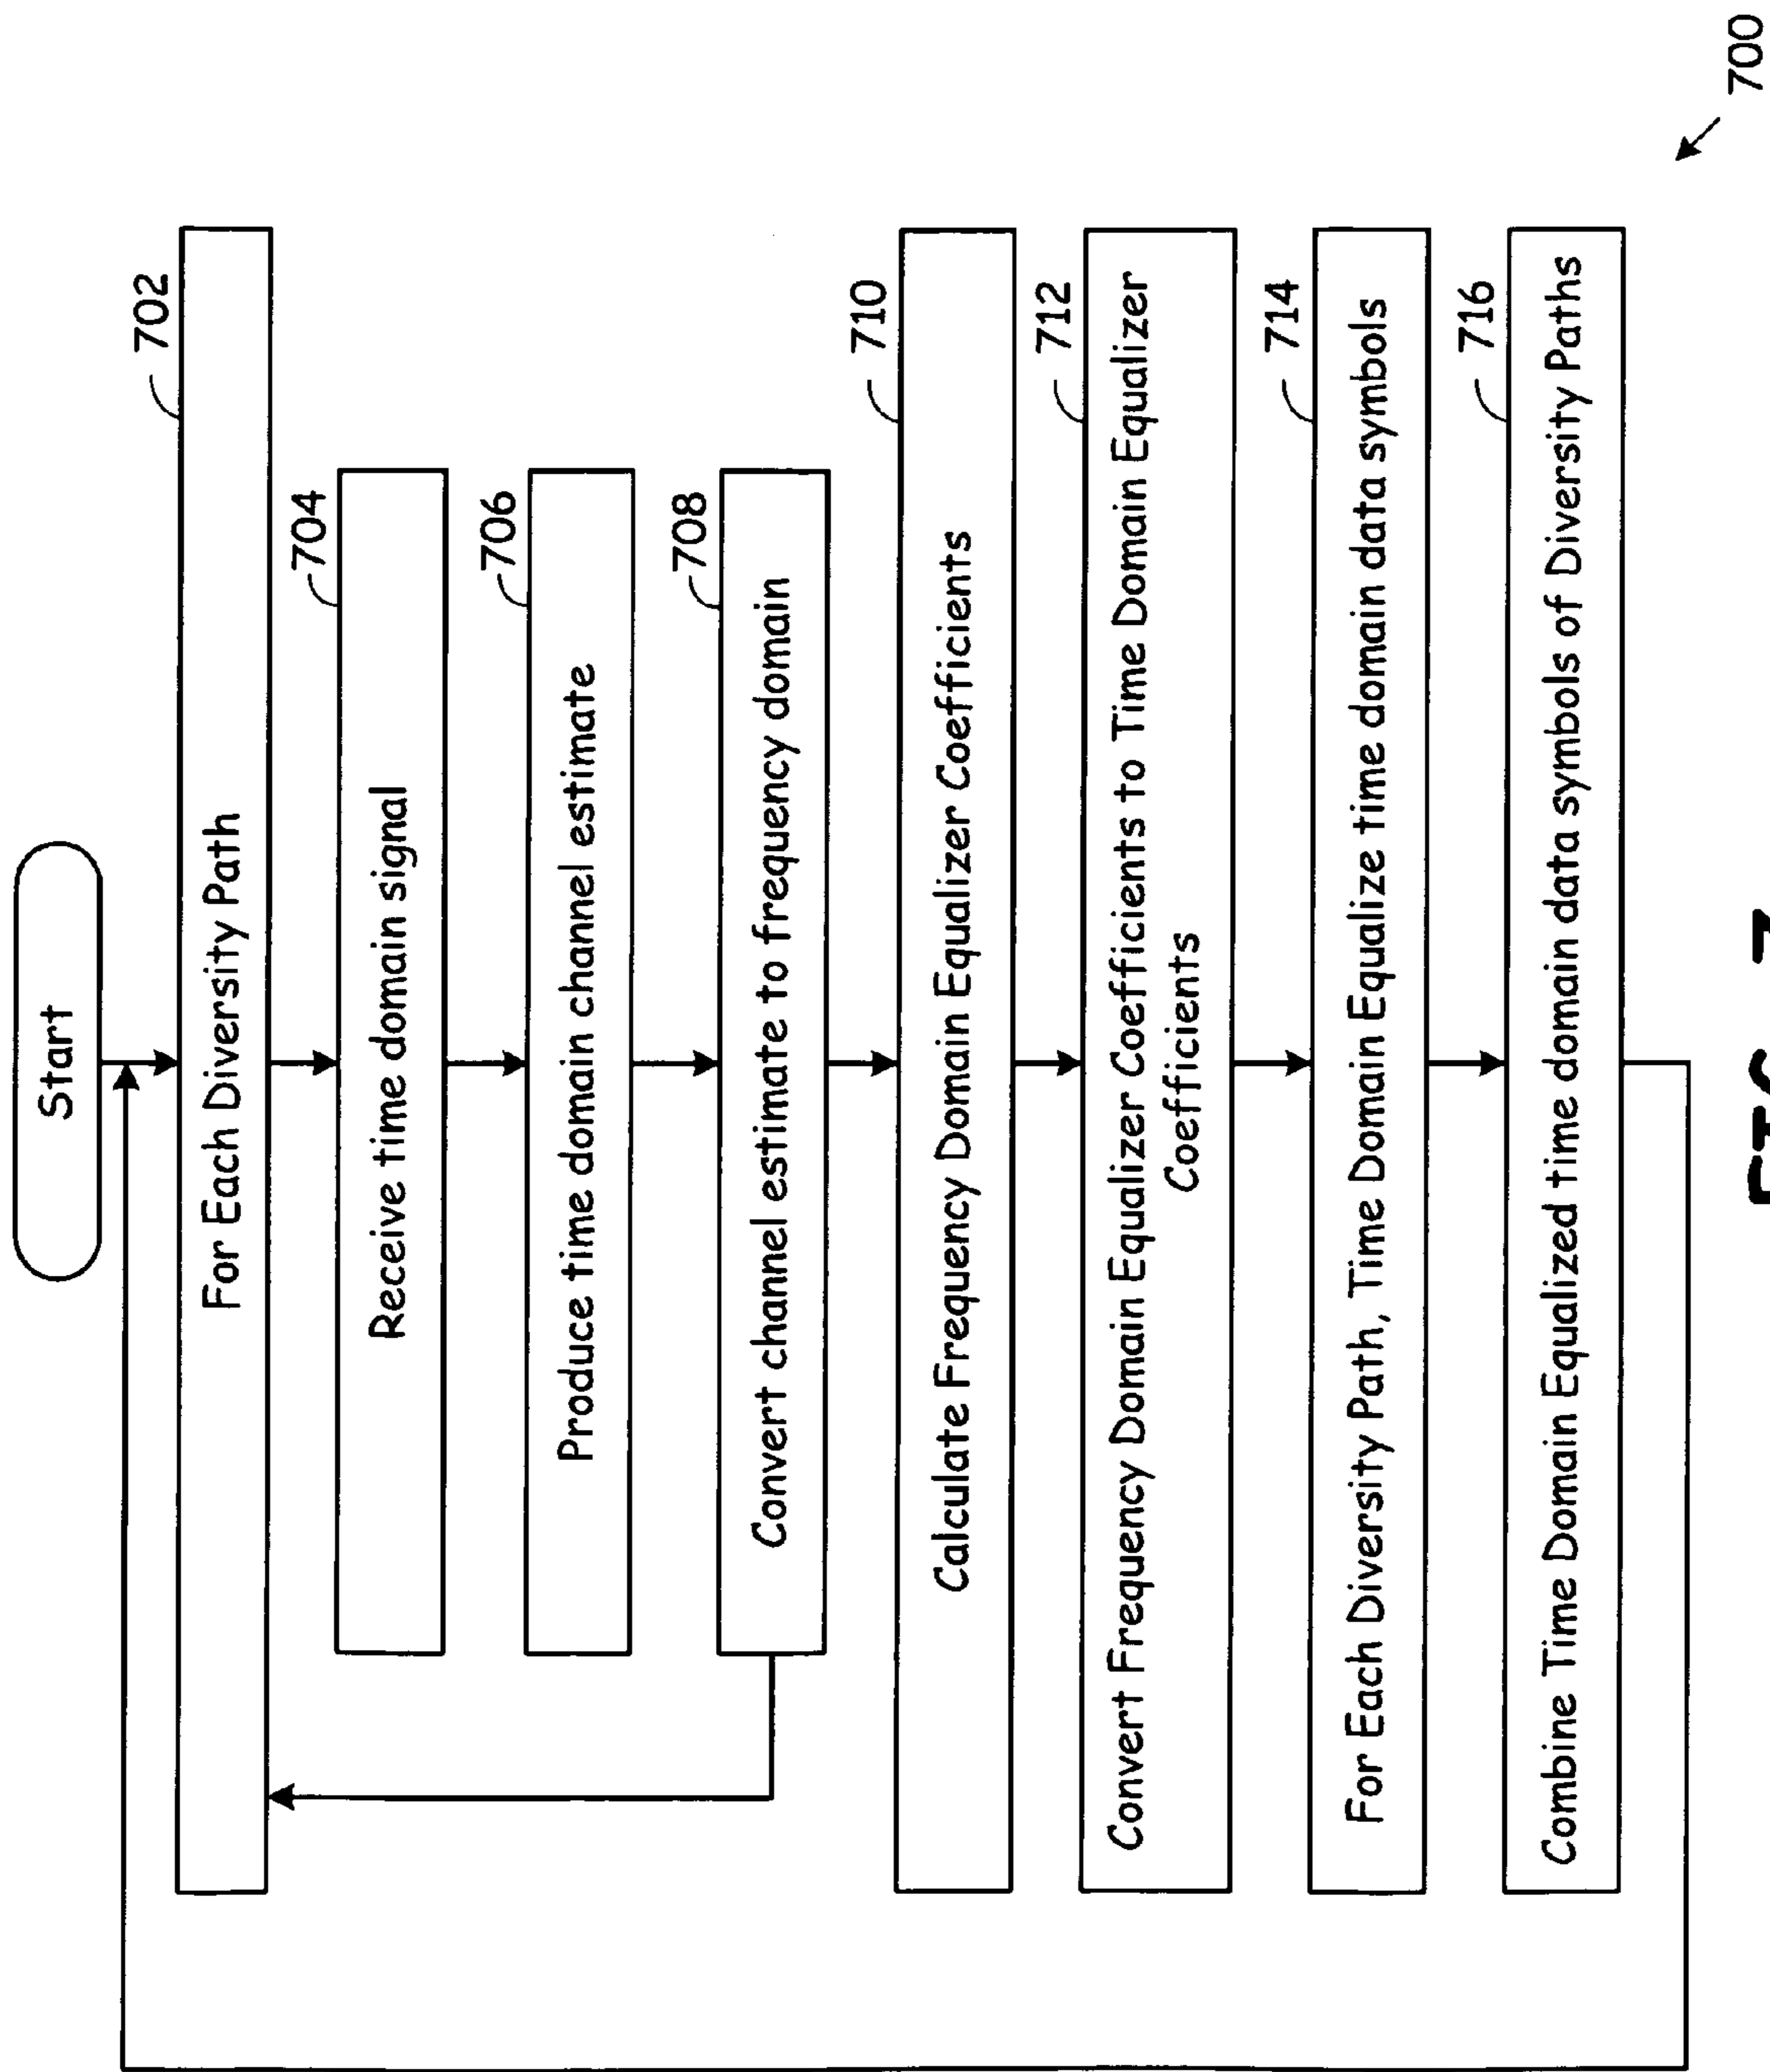 Start
For Each Diversity Path
702
Receive time domain signal
704
Produce time domain channel estimate
706
Convert channel estimate to frequency domain
708
Calculate Frequency Domain Equalizer Coefficients
710
Convert Frequency Domain Equalizer Coefficients to Time Domain Equalizer
Coefficients
712
For Each Diversity Path, Time Domain Equalize time domain data symbols
714
Combine Time Domain Equalized time domain data symbols of Diversity Paths
716
700
FIG. 7